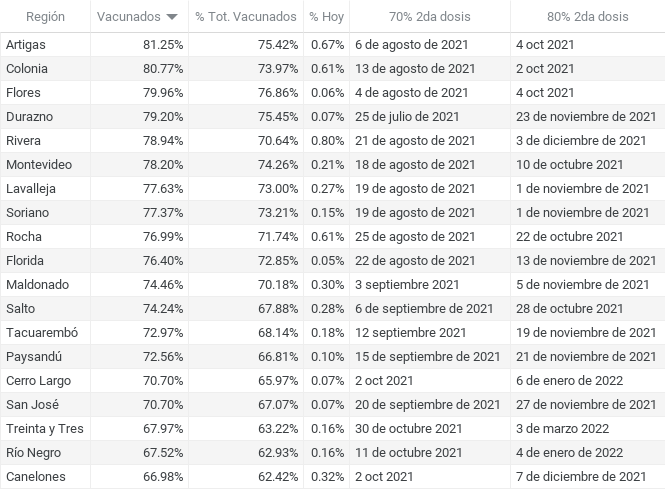 Región Vacunados % Tot. Vacunados % Hoy 70% 2da dosis 80% 2da dosis
Artigas 81.25% 75.42% 0.67% 6 de agosto de 2021 4 oct 2021
Colonia 80.77% 73.97% 0.61% 13 de agosto de 2021 2 oct 2021
Flores 79.96% 76.86% 0.06% 4 de agosto de 2021 4 oct 2021
Durazno 79.20% 75.45% 0.07% 25 de julio de 2021 23 de noviembre de 2021
Rivera 78.94% 70.64% 0.80% 21 de agosto de 2021 3 de diciembre de 2021
Montevideo 78.20% 74.26% 0.21% 18 de agosto de 2021 10 de octubre 2021
Lavalleja 77.63% 73.00% 0.27% 19 de agosto de 2021 1 de noviembre de 2021
Soriano 77.37% 73.21% 0.15% 19 de agosto de 2021 1 de noviembre de 2021
Rocha 76.99% 71.74% 0.61% 25 de agosto de 2021 22 de octubre 2021
Florida 76.40% 72.85% 0.05% 22 de agosto de 2021 13 de noviembre de 2021
Maldonado 74.46% 70.18% 0.30% 3 septiembre 2021 5 de noviembre de 2021
Salto 74.24% 67.88% 0.28% 6 de septiembre de 2021 28 de octubre 2021
Tacuarembó 72.97% 68.14% 0.18% 12 septiembre 2021 19 de noviembre de 2021
Paysandú 72.56% 66.81% 0.10% 15 de septiembre de 2021 21 de noviembre de 2021
Cerro Largo 70.70% 65.97% 0.07% 2 oct 2021 6 de enero de 2022
San José 70.70% 67.07% 0.07% 20 de septiembre de 2021 27 de noviembre de 2021
Treinta y Tres 67.97% 63.22% 0.16% 30 de octubre de 2021 3 de marzo 2022
Río Negro 67.52% 62.93% 0.16% 11 de octubre de 2021 4 de enero de 2022
Canelones 66.98% 62.42% 0.32% 2 oct 2021 7 de diciembre de 2021